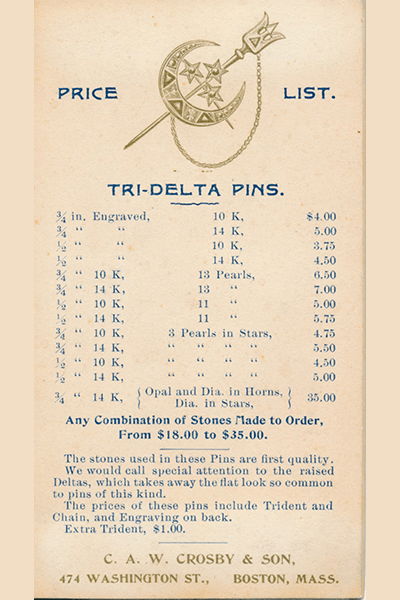 PRICE LIST.
TRI-DELTA PINS.
¾ in. Engraved, 10 K, $4.00
¾ “ “ 14 K, 5.00
½ “ “ 10 K, 3.75
½ “ “ 14 K, 4.50
¾ “ 10 K, 13 Pearls, 6.50
¾ “ 14 K, 13 “ 7.00
½ “ 10 K, 11 “ 5.00
½ “ 14 K, 11 “ 5.75
¾ “ 10 K, 3 Pearls in Stars, 4.75
¾ “ 14 K, “ “ “ “ 5.50
½ “ 10 K, “ “ “ “ 4.50
½ “ 14 K, “ “ “ “ 5.00
¾ “ 14 K, { Opal and Dia. in Horns, } 35.00
Dia. in Stars,
Any Combination of Stones Made to Order,
From $18.00 to $35.00.
The stones used in these Pins are first quality.
We would call special attention to the raised
Deltas, which takes away the flat look so common
to pins of this kind.
The prices of these pins include Trident and
Chain, and Engraving on back.
Extra Trident, $1.00.
C. A. W. CROSBY & SON,
474 WASHINGTON ST., BOSTON, MASS.